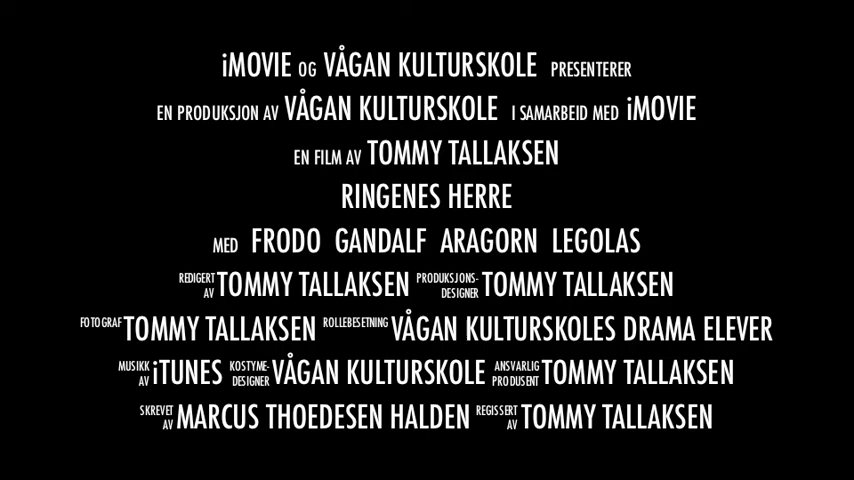 iMOVIE OG VÅGAN KULTURSKOLE PRESENTERER
EN PRODUKSJON AV VÅGAN KULTURSKOLE I SAMARBEID MED iMOVIE
EN FILM AV TOMMY TALLAKSEN
RINGENES HERRE
MED FRODO GANDALF ARAGORN LEGOLAS
REDIGERT AV TOMMY TALLAKSEN PRODUKSJONS-DESIGNER TOMMY TALLAKSEN
FOTOGRAF TOMMY TALLAKSEN ROLLEBESETNING VÅGAN KULTURSKOLES DRAMA ELEVER
MUSIKK AV iTUNES KOSTYME-DESIGNER VÅGAN KULTURSKOLE ANSVARLIG PRODUSENT TOMMY TALLAKSEN
SKREVET AV MARCUS THOEDESEN HALDEN REGISSERT AV TOMMY TALLAKSEN